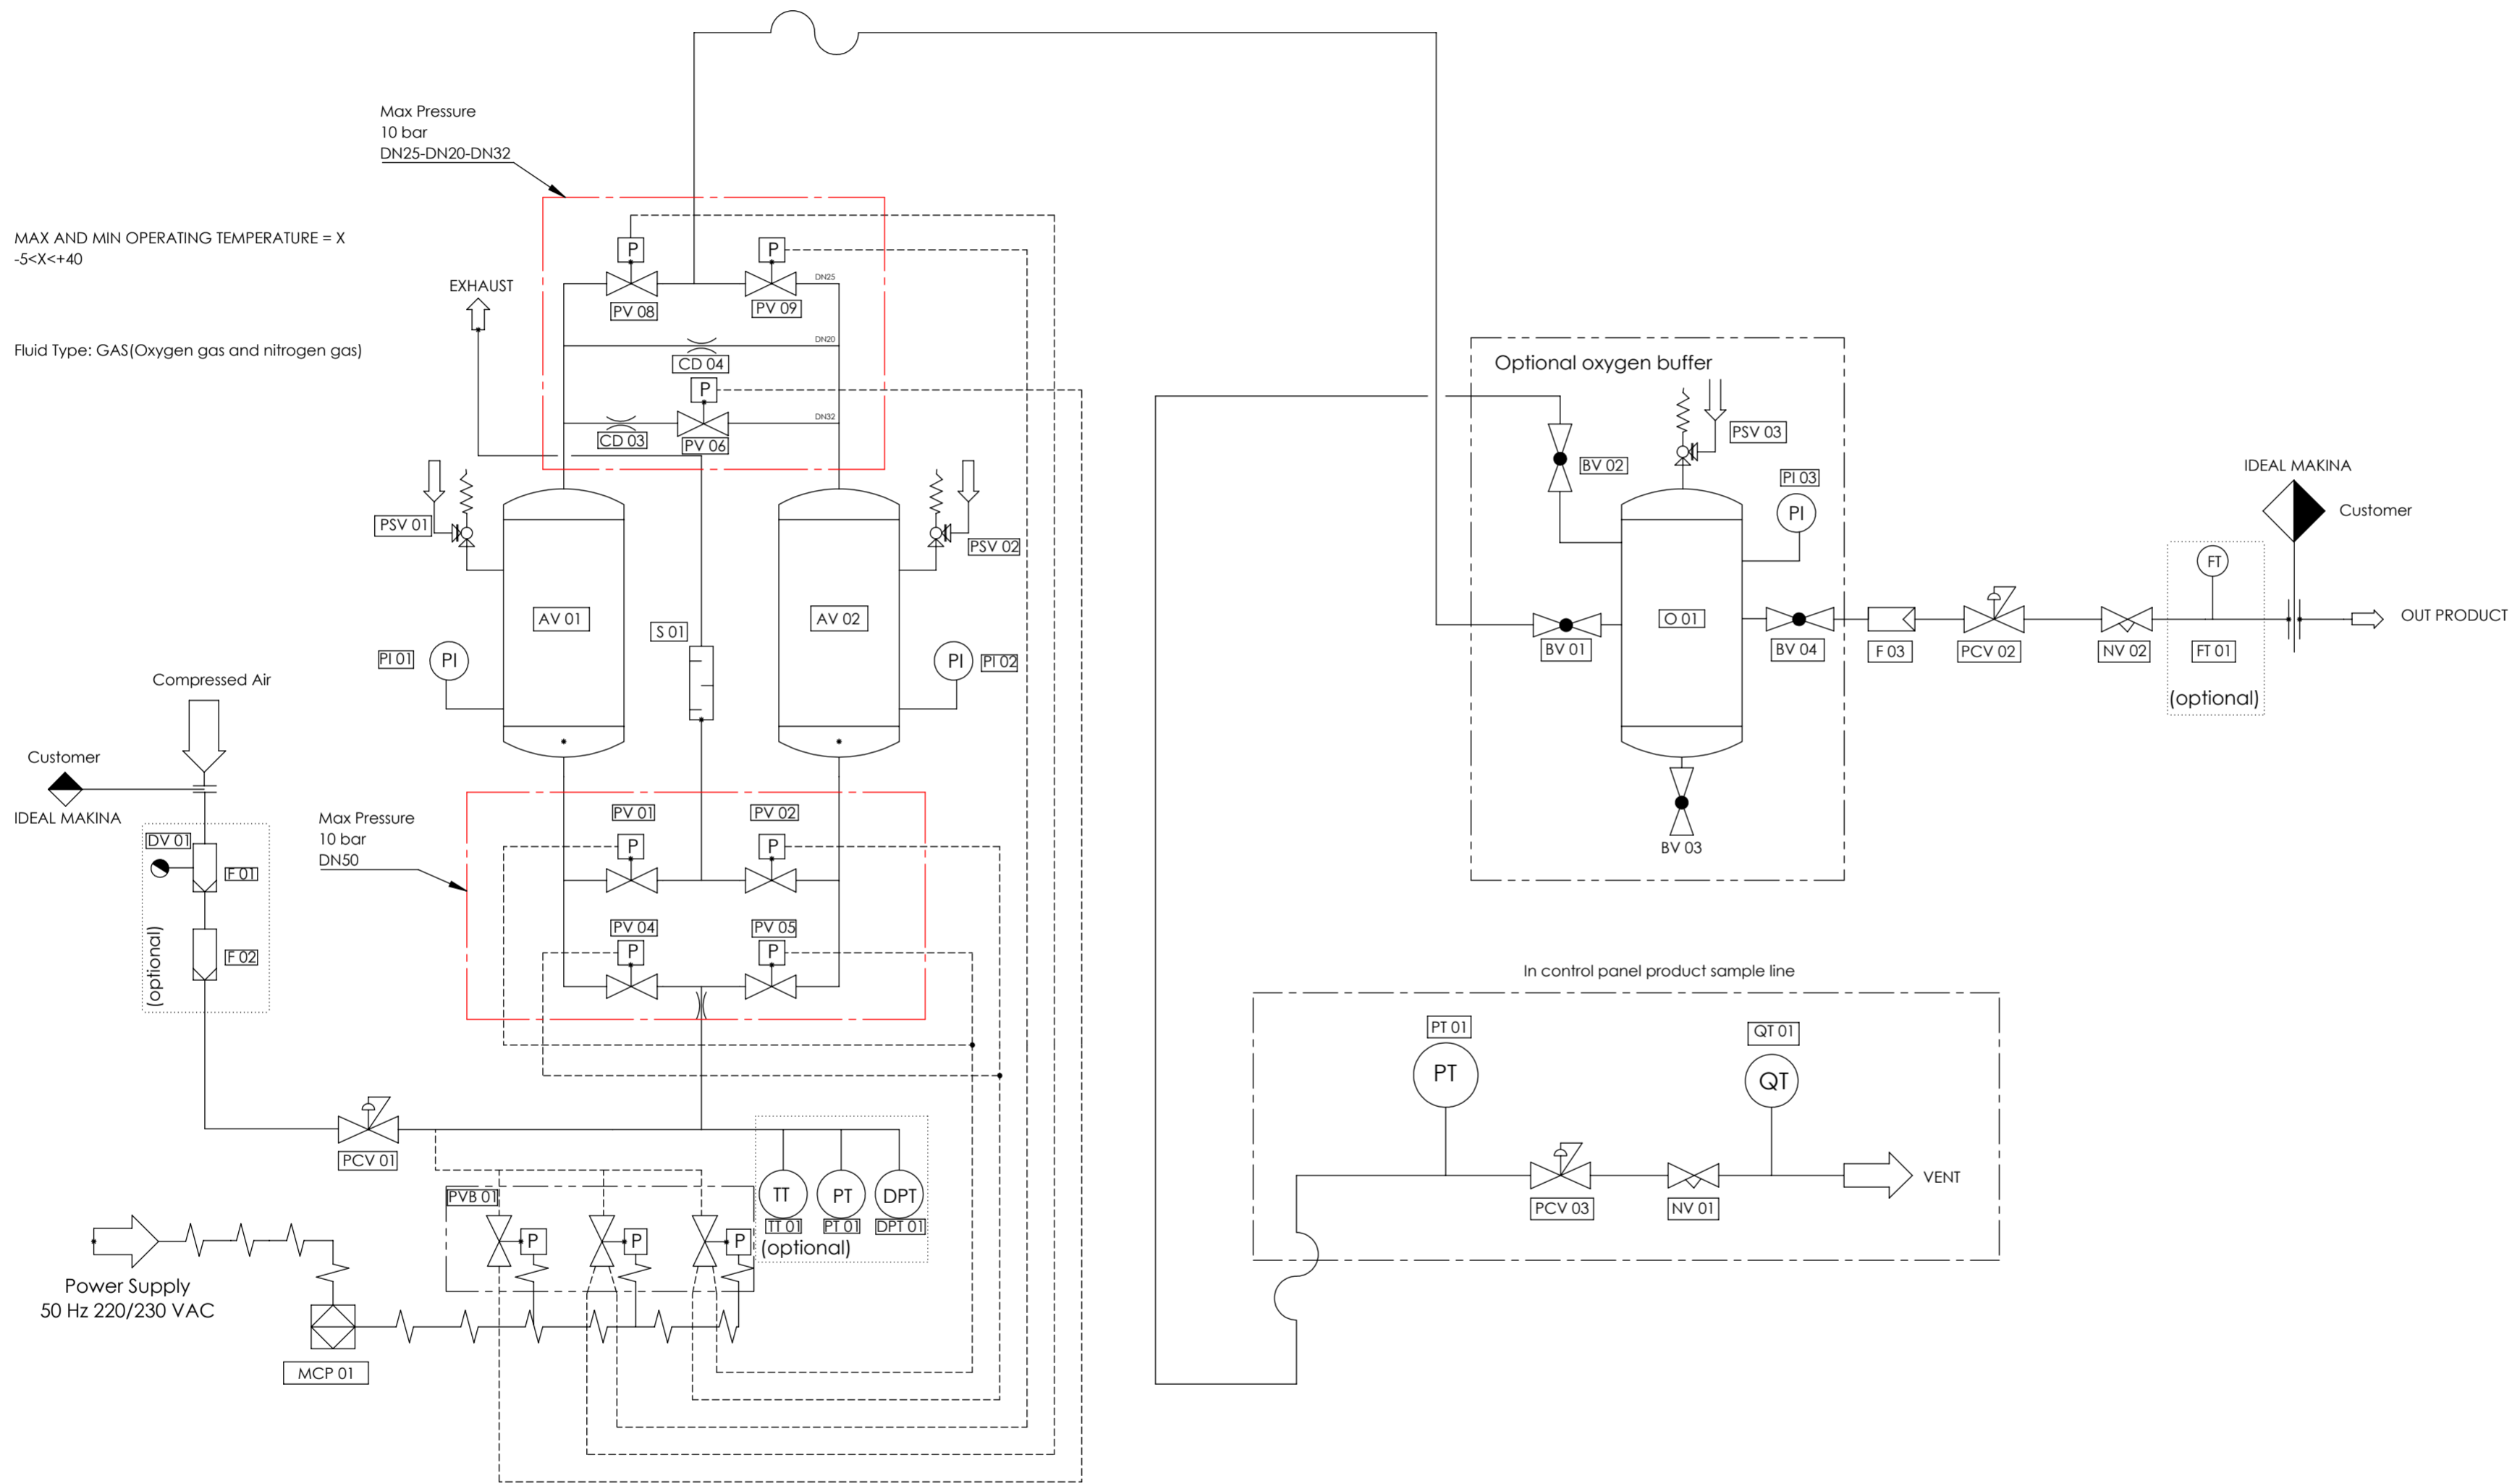 Max Pressure
10 bar
DN25-DN20-DN32
MAX AND MIN OPERATING TEMPERATURE = X
-5<X<+40
EXHAUST
Fluid Type: GAS(Oxygen gas and nitrogen gas)
P
P
DN25
PV 08
PV 09
DN20
CD 04
P
DN32
CD 03
PV 06
PSV 01
PSV 02
AV 01
AV 02
S 01
PI 01
PI
PI
PI 02
Compressed Air
Customer
IDEAL MAKINA
DV 01
F 01
F 02
(optional)
Max Pressure
10 bar
DN50
PV 01
PV 02
P
P
PV 04
PV 05
P
P
PCV 01
PVB 01
P
P
P
TT
PT
DPT
TT 01
PT 01
DPT 01
(optional)
Power Supply
50 Hz 220/230 VAC
MCP 01
Optional oxygen buffer
PSV 03
BV 02
PI 03
PI
O 01
BV 01
BV 04
BV 03
F 03
PCV 02
NV 02
FT
FT 01
(optional)
IDEAL MAKINA
Customer
OUT PRODUCT
In control panel product sample line
PT 01
PT
QT 01
QT
PCV 03
NV 01
VENT